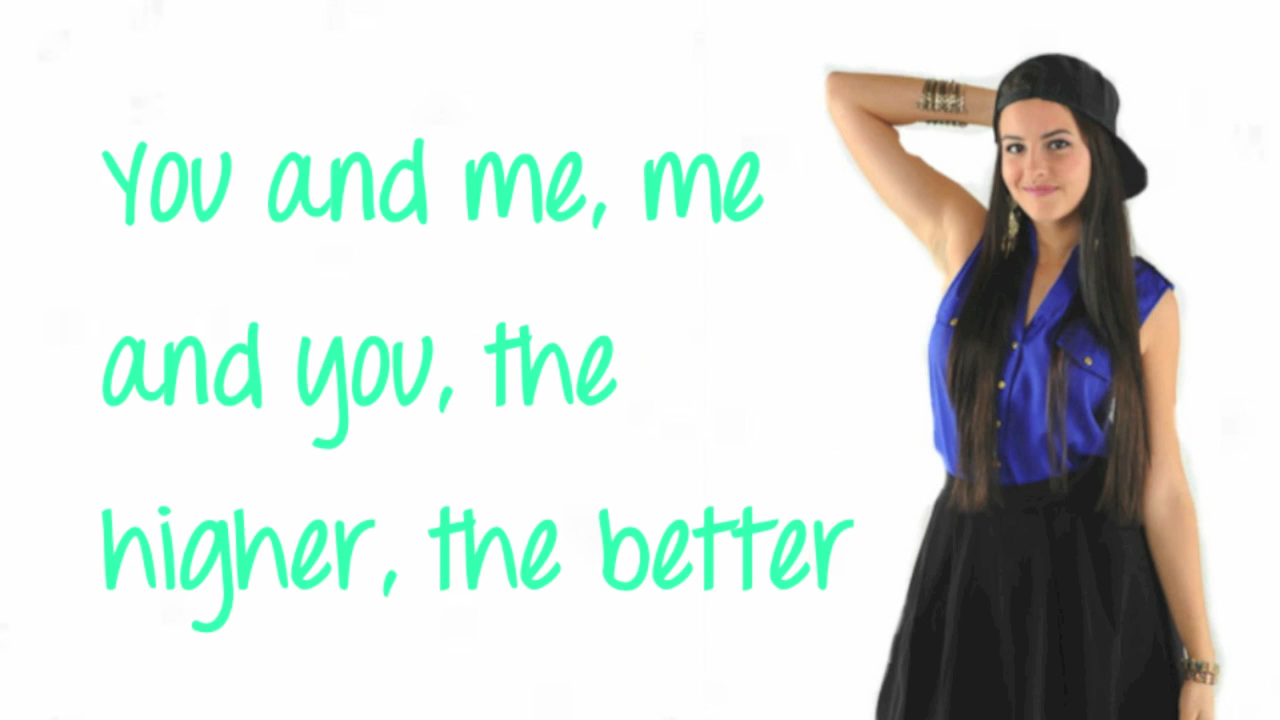 You and me, me
and you, the
higher, the better